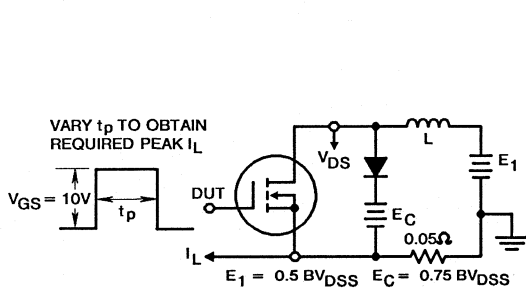 VARY tp TO OBTAIN
REQUIRED PEAK IL
VGS = 10V
tp
DUT
VDS
L
E1
EC
0.05Ω
IL
E1 = 0.5 BVDSS EC = 0.75 BVDSS